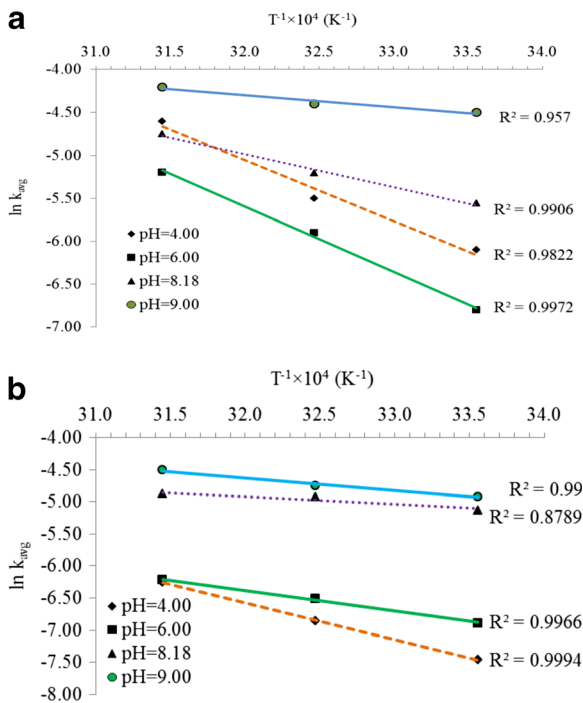 a
T⁻¹×10⁴ (K⁻¹)
31.0 31.5 32.0 32.5 33.0 33.5 34.0
-4.00
-4.50
-5.00
-5.50
-6.00
-6.50
-7.00
ln kavg
R² = 0.957
R² = 0.9906
R² = 0.9822
R² = 0.9972
pH=4.00
pH=6.00
pH=8.18
pH=9.00
b
T⁻¹×10⁴ (K⁻¹)
31.0 31.5 32.0 32.5 33.0 33.5 34.0
-4.00
-4.50
-5.00
-5.50
-6.00
-6.50
-7.00
-7.50
-8.00
ln kavg
R² = 0.99
R² = 0.8789
R² = 0.9966
R² = 0.9994
pH=4.00
pH=6.00
pH=8.18
pH=9.00